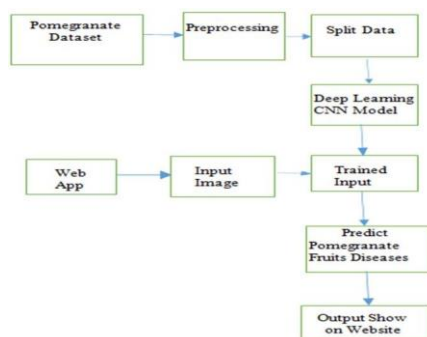 Pomegranate
Dataset
Preprocessing
Split Data
Deep Learning
CNN Model
Web
App
Input
Image
Trained
Input
Predict
Pomegranate
Fruits Diseases
Output Show
on Website